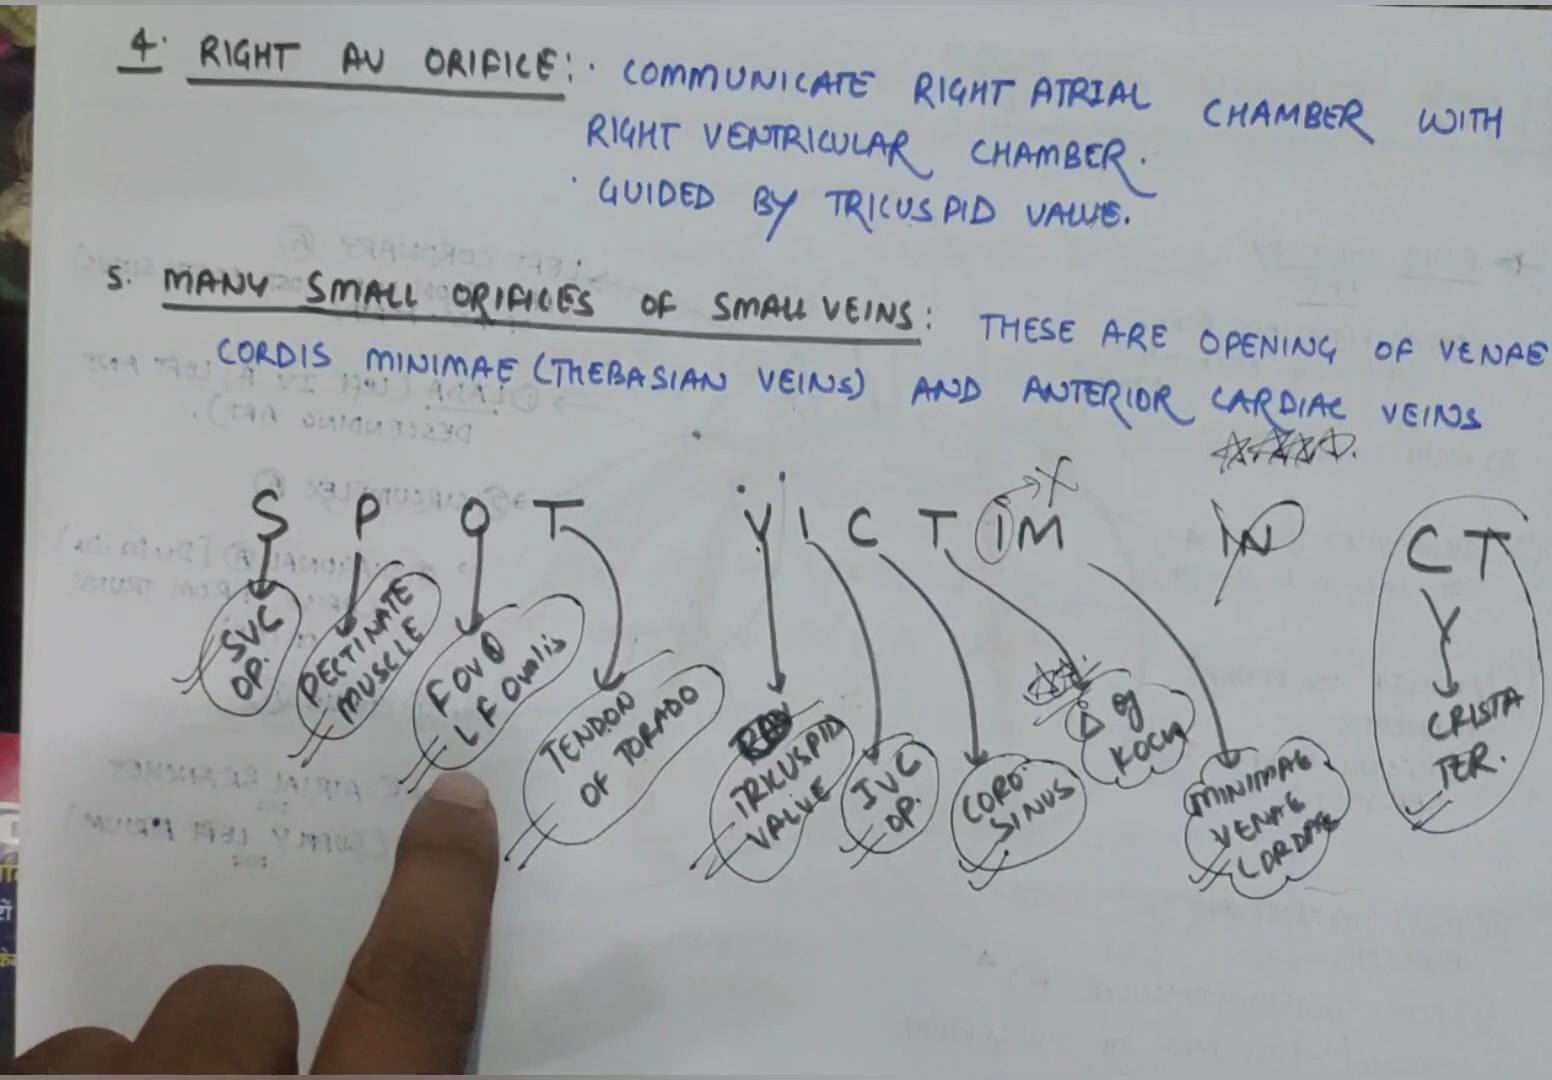 4. RIGHT AV ORIFICE: · COMMUNICATE RIGHT ATRIAL CHAMBER WITH
RIGHT VENTRICULAR CHAMBER.
· GUIDED BY TRICUSPID VALVE.
5. MANY SMALL ORIFICES OF SMALL VEINS: THESE ARE OPENING OF VENAE
CORDIS MINIMAE (THEBASIAN VEINS) AND ANTERIOR CARDIAC VEINS
S P O T V I C T I M → X IN CT
Y
SVC
OP.
PECTINATE
MUSCLE
FOVO
LF OVALIS
TENDON
OF TORADO
TRICUSPID
VALVE
IVC
OP.
CORO.
SINUS
Δ of
KOCH
MINIMAE
VENAE
CORDAE
CRISTA
TER.